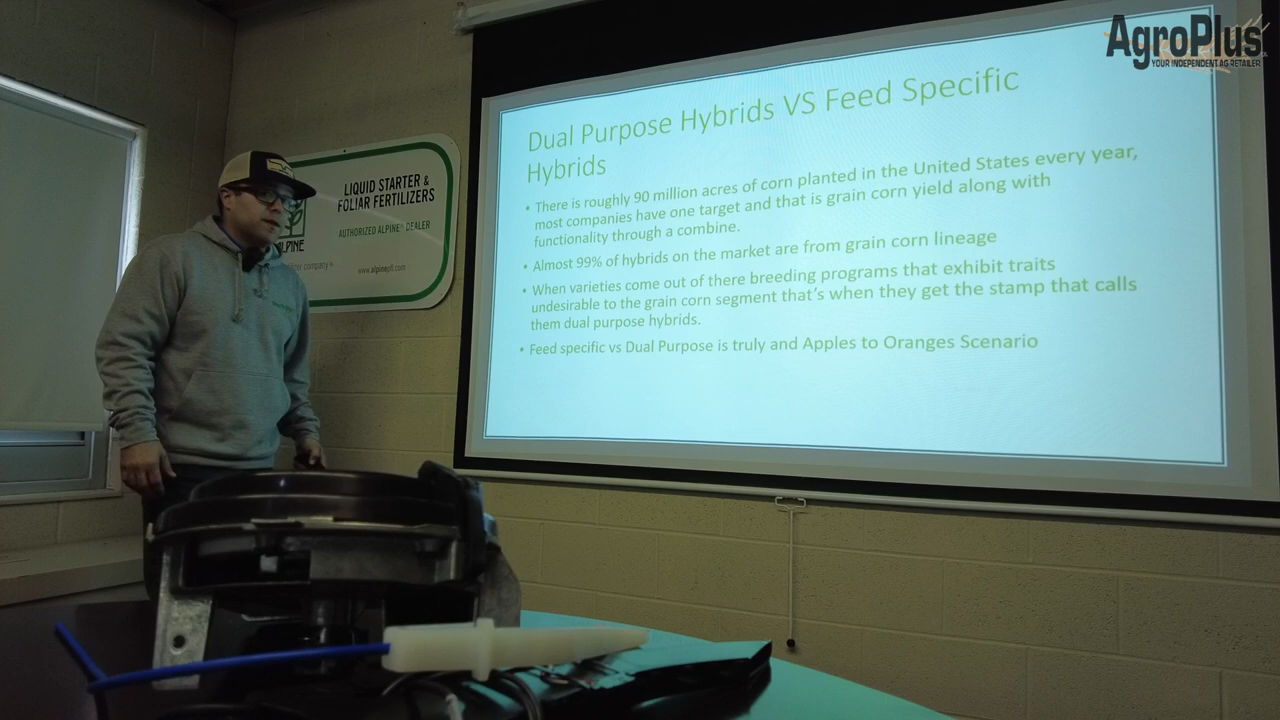 AgroPlus
YOUR INDEPENDENT AG RETAILER
Dual Purpose Hybrids VS Feed Specific
Hybrids
• There is roughly 90 million acres of corn planted in the United States every year,
most companies have one target and that is grain corn yield along with
functionality through a combine.
• Almost 99% of hybrids on the market are from grain corn lineage
• When varieties come out of there breeding programs that exhibit traits
undesirable to the grain corn segment that's when they get the stamp that calls
them dual purpose hybrids.
• Feed specific vs Dual Purpose is truly and Apples to Oranges Scenario
LIQUID STARTER &
FOLIAR FERTILIZERS
AUTHORIZED ALPINE® DEALER
ALPINE
company
www.alpinepfl.com